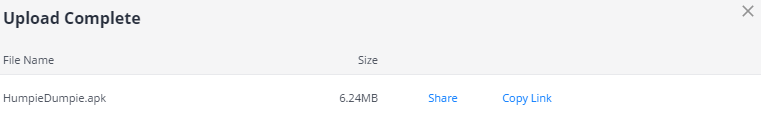 Upload Complete
File Name Size
HumpieDumpie.apk 6.24MB Share Copy Link